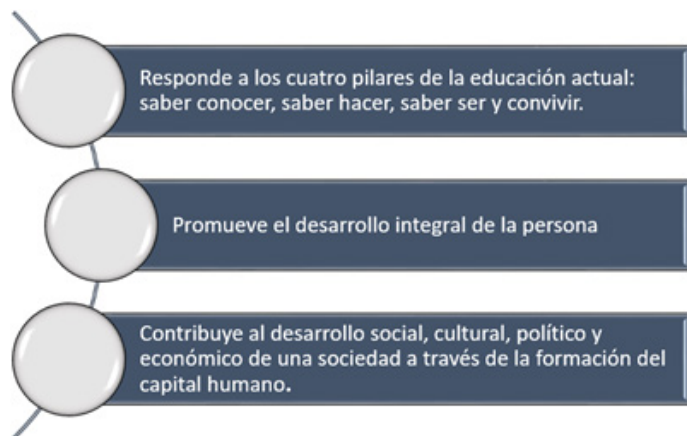 Responde a los cuatro pilares de la educación actual:
saber conocer, saber hacer, saber ser y convivir.
Promueve el desarrollo integral de la persona
Contribuye al desarrollo social, cultural, político y
económico de una sociedad a través de la formación del
capital humano.